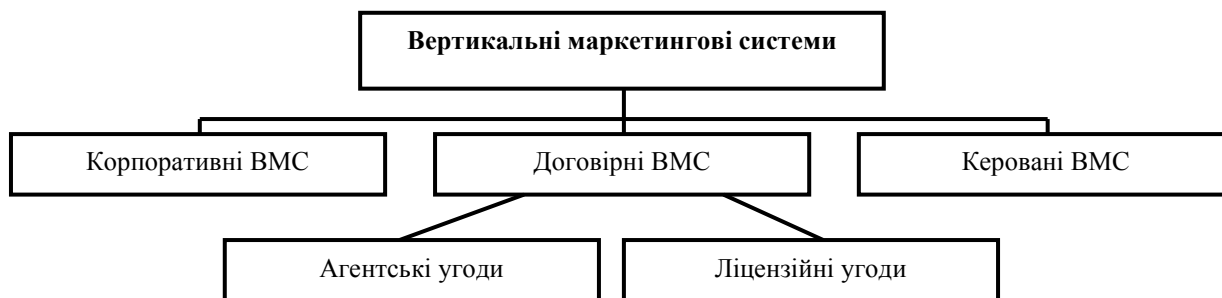 Вертикальні маркетингові системи
Корпоративні ВМС
Договірні ВМС
Керовані ВМС
Агентські угоди
Ліцензійні угоди